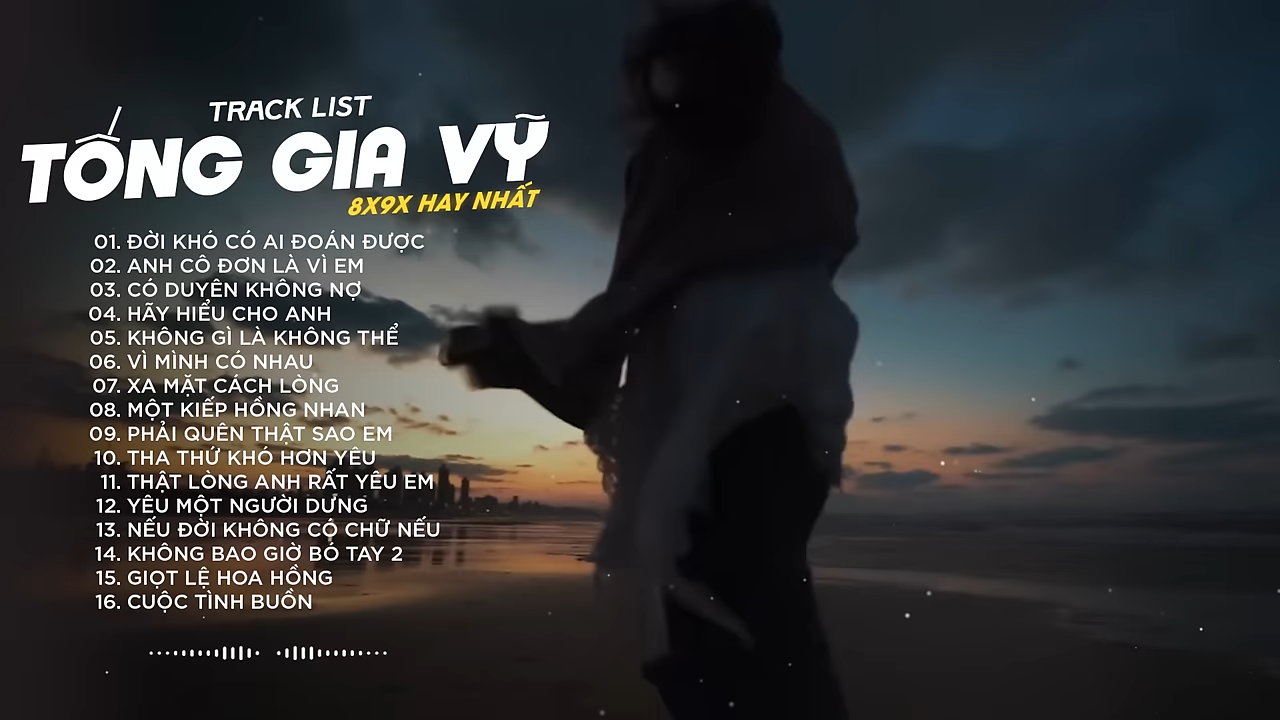 TRACK LIST
TỐNG GIA VỸ
8X9X HAY NHẤT
01. ĐỜI KHÓ CÓ AI ĐOÁN ĐƯỢC
02. ANH CÔ ĐƠN LÀ VÌ EM
03. CÓ DUYÊN KHÔNG NỢ
04. HÃY HIỂU CHO ANH
05. KHÔNG GÌ LÀ KHÔNG THỂ
06. VÌ MÌNH CÓ NHAU
07. XA MẶT CÁCH LÒNG
08. MỘT KIẾP HỒNG NHAN
09. PHẢI QUÊN THẬT SAO EM
10. THA THỨ KHÓ HƠN YÊU
11. THẬT LÒNG ANH RẤT YÊU EM
12. YÊU MỘT NGƯỜI DƯNG
13. NẾU ĐỜI KHÔNG CÓ CHỮ NẾU
14. KHÔNG BAO GIỜ BỎ TAY 2
15. GIỌT LỆ HOA HỒNG
16. CUỘC TÌNH BUỒN